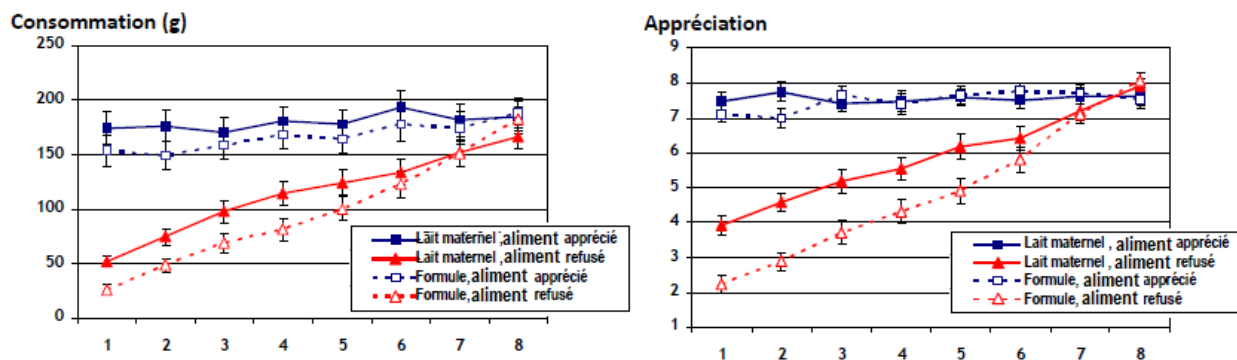 Consommation (g)
250
200
150
100
50
0
1 2 3 4 5 6 7 8
Lait maternel, aliment apprécié
Lait maternel, aliment refusé
Formule, aliment apprécié
Formule, aliment refusé
Appréciation
9
8
7
6
5
4
3
2
1
1 2 3 4 5 6 7 8
Lait maternel, aliment apprécié
Lait maternel, aliment refusé
Formule, aliment apprécié
Formule, aliment refusé